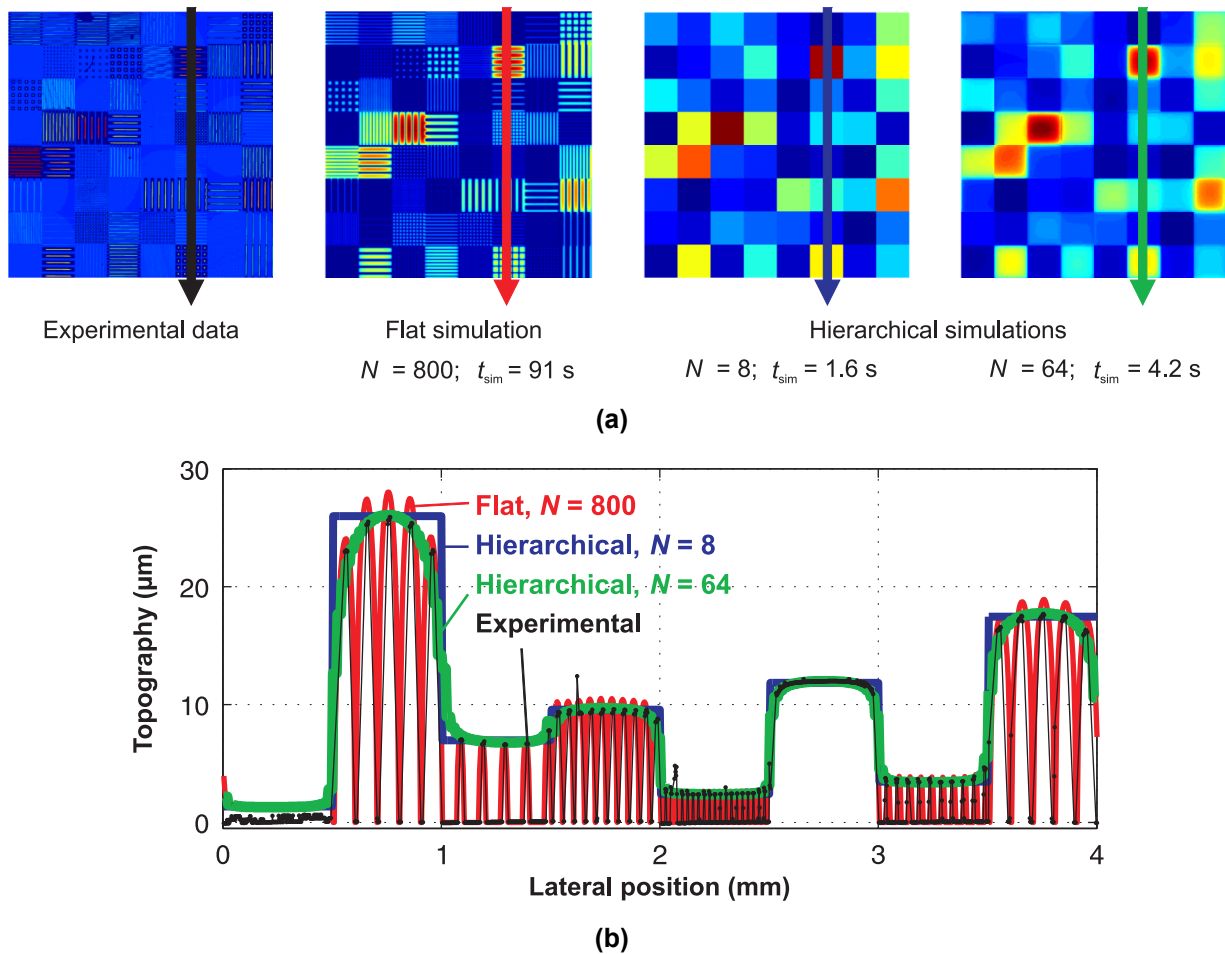 Experimental data
Flat simulation
Hierarchical simulations
N = 800; tsim = 91 s
N = 8; tsim = 1.6 s
N = 64; tsim = 4.2 s
(a)
30
20
10
0
Topography (µm)
Flat, N = 800
Hierarchical, N = 8
Hierarchical, N = 64
Experimental
0
1
2
3
4
Lateral position (mm)
(b)